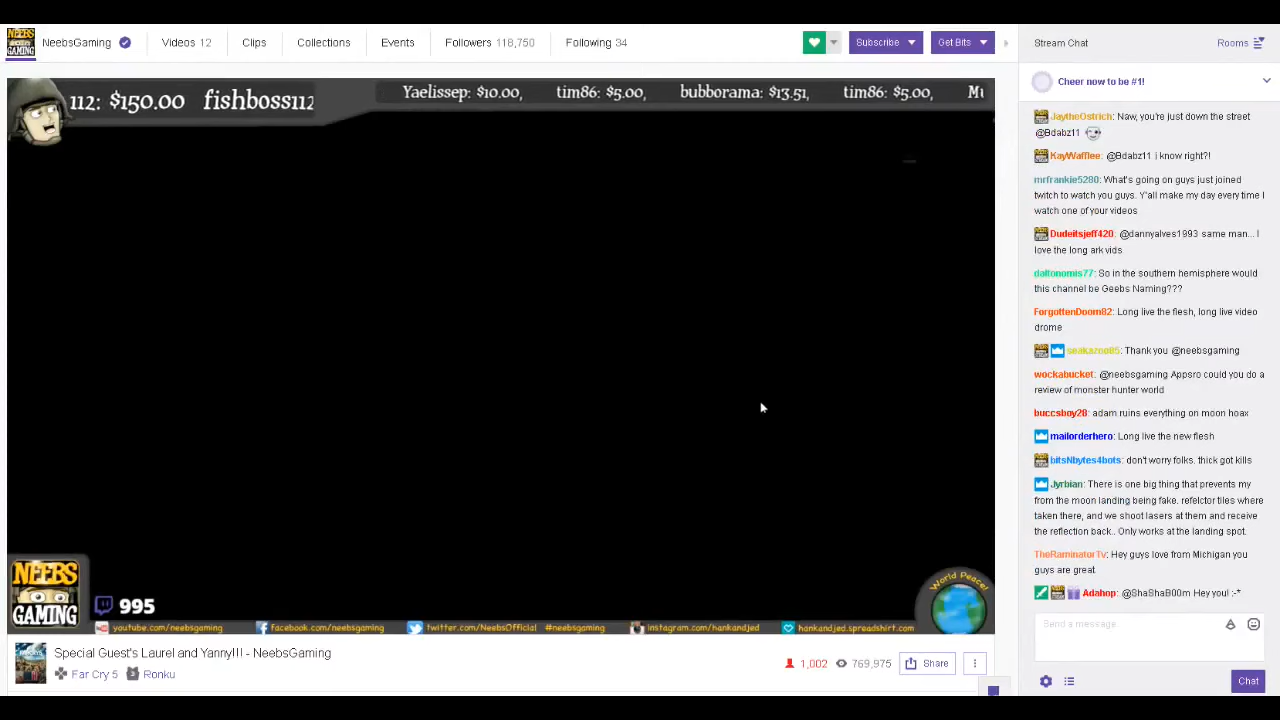 NeebsGaming
Videos 12
Clips
Collections
Events
Followers 118,750
Following 34
Subscribe
Get Bits
Stream Chat
Rooms
112: $150.00 fishboss112
Yaelissep: $10.00, tim86: $5.00, bubborama: $13.51, tim86: $5.00,
Cheer now to be #1!
JaytheOstrich: Naw, you're just down the street
@Bdabz11
KayWafflee: @Bdabz11 i know right?!
mrfrankie5280: What's going on guys just joined
twitch to watch you guys. Y'all make my day every time I
watch one of your videos
Dudeitsjeff420: @dannyalves1993 same man... I
love the long ark vids
daltonomis77: So in the southern hemisphere would
this channel be Geebs Naming???
ForgottenDoom82: Long live the flesh, long live video
drome
seakazno85: Thank you @neebsgaming
wockabucket: @neebsgaming Appsro could you do a
review of monster hunter world
buccsboy28: adam ruins everything on moon hoax
mailorderhero: Long live the new flesh
bitsNbytes4bots: don't worry folks. thick got kills
Jyrbian: There is one big thing that prevents my
from the moon landing being fake. refelctor tiles where
taken there, and we shoot lasers at them and receive
the reflection back.. Only works at the landing spot.
TheRaminatorTv: Hey guys love from Michigan you
guys are great
Adahop: @ShaShaB00m Hey you! :-*
Send a message
Chat
NEEBS
GAMING
995
World Peace!
youtube.com/neebsgaming
facebook.com/neebsgaming
twitter.com/NeebsOfficial #neebsgaming
instagram.com/hankandjed
hankandjed.spreadshirt.com
Special Guest's Laurel and Yanny!!! - NeebsGaming
Far Cry 5
Ronku
1,002
769,975
Share